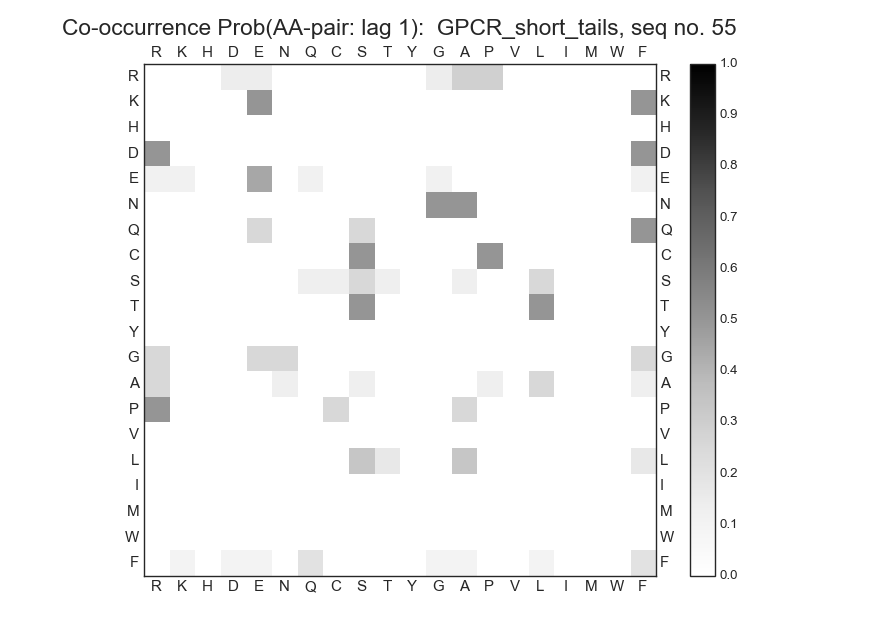 Co-occurrence Prob(AA-pair: lag 1):  GPCR_short_tails, seq no. 55
R K H D E N Q C S T Y G A P V L I M W F
R R 1.0
K K
0.9
H H
D D 0.8
E E
0.7
N N
Q Q 0.6
C C
S S
0.5
T T
Y Y
0.4
G G
A A
P P 0.3
V V
L L 0.2
I I
M M 0.1
W W
F F
0.0
R K H D E N Q C S T Y G A P V L I M W F